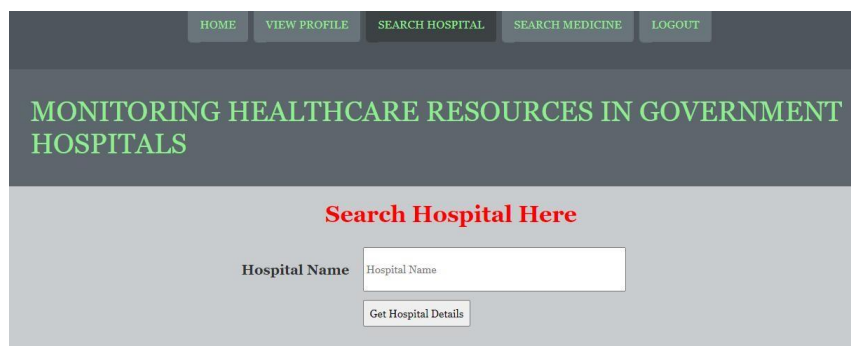 HOME VIEW PROFILE SEARCH HOSPITAL SEARCH MEDICINE LOGOUT
MONITORING HEALTHCARE RESOURCES IN GOVERNMENT
HOSPITALS
Search Hospital Here
Hospital Name Hospital Name
Get Hospital Details